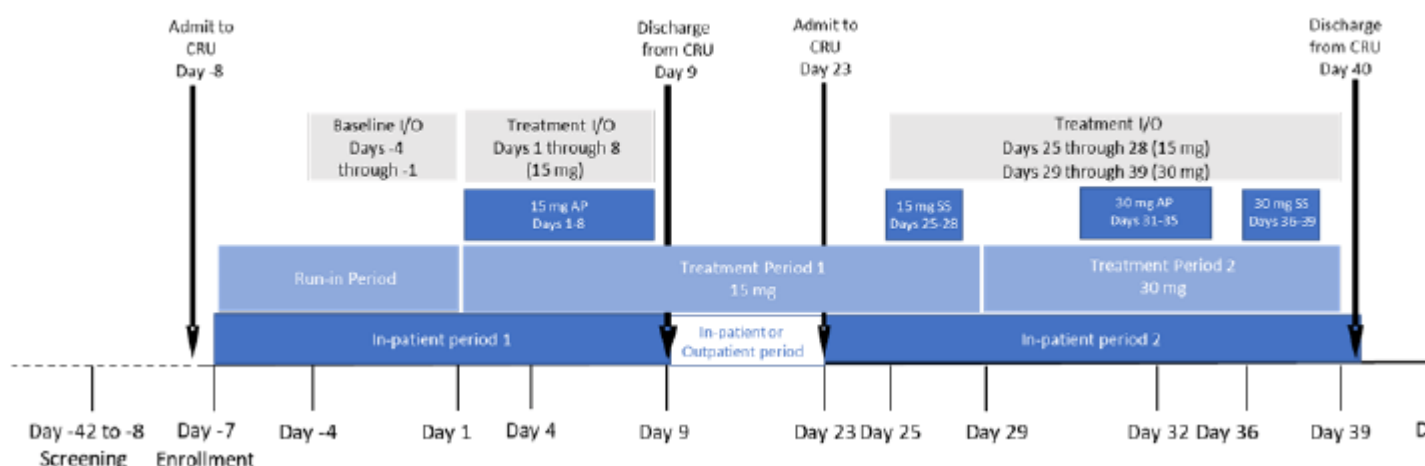 Admit to
CRU
Day -8
Discharge
from CRU
Day 9
Admit to
CRU
Day 23
Discharge
from CRU
Day 40
Baseline I/O
Days -4
through -1
Treatment I/O
Days 1 through 8
(15 mg)
Treatment I/O
Days 25 through 28 (15 mg)
Days 29 through 39 (30 mg)
15 mg AP
Days 1-8
15 mg SS
Days 25-28
30 mg AP
Days 31-35
30 mg SS
Days 36-39
Run-in Period
Treatment Period 1
15 mg
Treatment Period 2
30 mg
In-patient period 1
In-patient or
Outpatient period
In-patient period 2
Day -42 to -8
Screening
Day -7
Enrollment
Day -4
Day 1
Day 4
Day 9
Day 23
Day 25
Day 29
Day 32
Day 36
Day 39